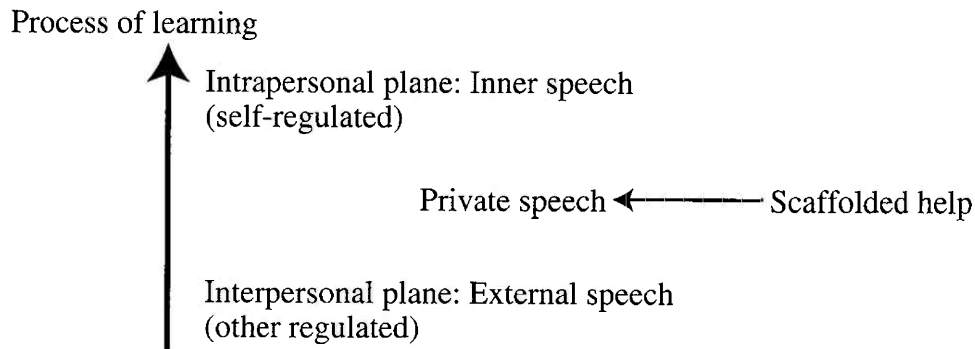 Process of learning
Intrapersonal plane: Inner speech
(self-regulated)
Private speech
Scaffolded help
Interpersonal plane: External speech
(other regulated)